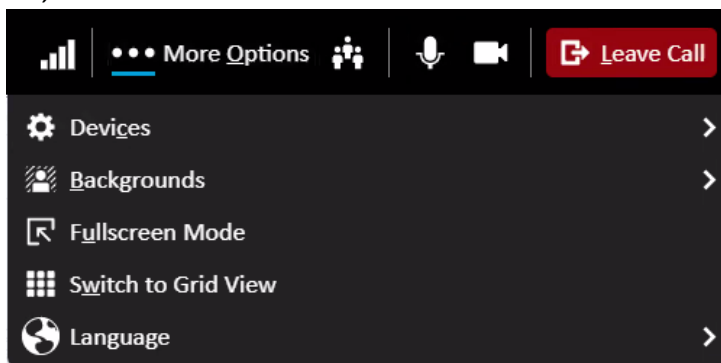 More Options Leave Call
Devices
Backgrounds
Fullscreen Mode
Switch to Grid View
Language